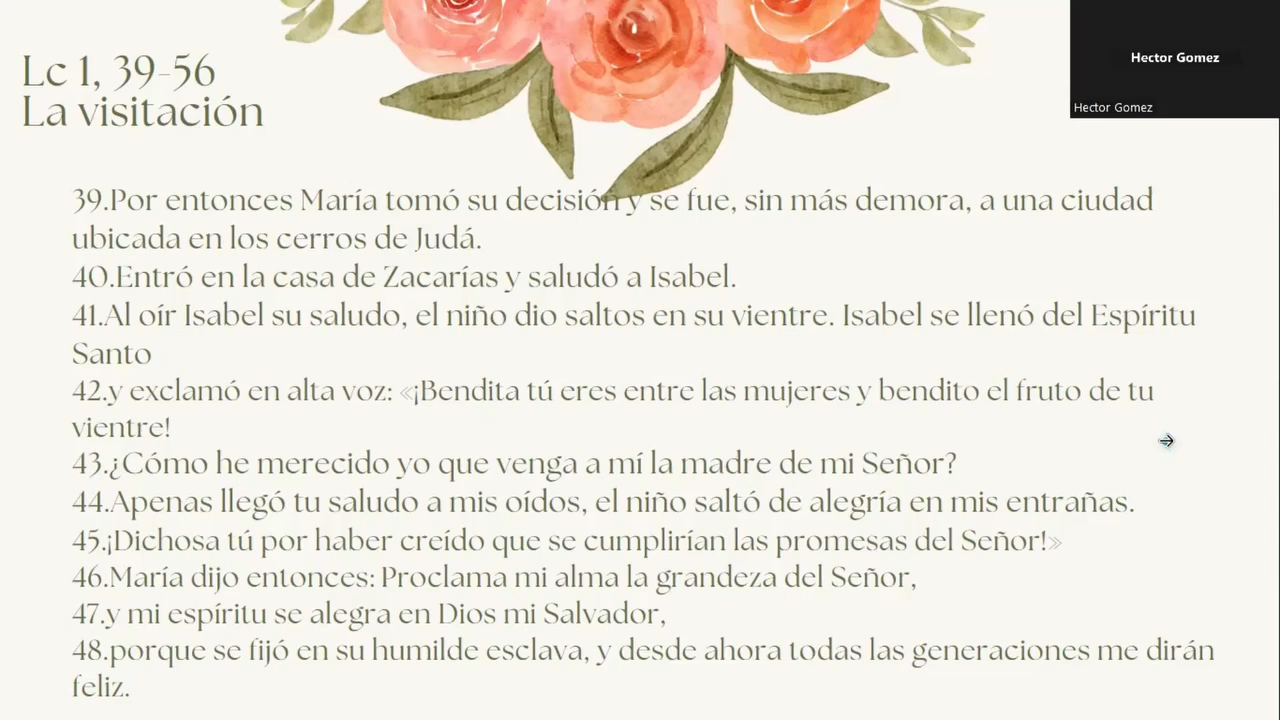 Lc 1, 39-56
La visitación
Hector Gomez
Hector Gomez
39.Por entonces María tomó su decisión y se fue, sin más demora, a una ciudad
ubicada en los cerros de Judá.
40.Entró en la casa de Zacarías y saludó a Isabel.
41.Al oír Isabel su saludo, el niño dio saltos en su vientre. Isabel se llenó del Espíritu
Santo
42.y exclamó en alta voz: «¡Bendita tú eres entre las mujeres y bendito el fruto de tu
vientre!
43.¿Cómo he merecido yo que venga a mí la madre de mi Señor?
44.Apenas llegó tu saludo a mis oídos, el niño saltó de alegría en mis entrañas.
45.¡Dichosa tú por haber creído que se cumplirían las promesas del Señor!»
46.María dijo entonces: Proclama mi alma la grandeza del Señor,
47.y mi espíritu se alegra en Dios mi Salvador,
48.porque se fijó en su humilde esclava, y desde ahora todas las generaciones me dirán
feliz.